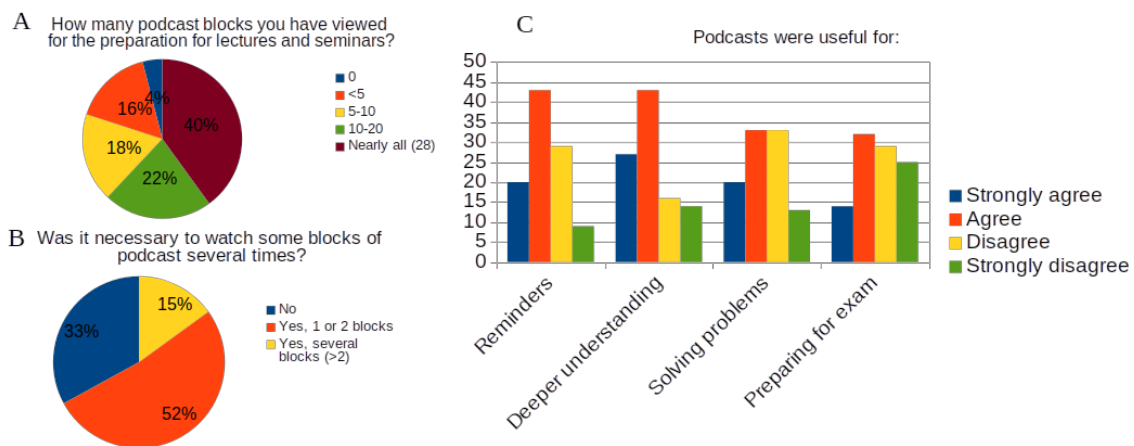 A
How many podcast blocks you have viewed
for the preparation for lectures and seminars?
4%
16%
40%
18%
22%
0
<5
5-10
10-20
Nearly all (28)
B
Was it necessary to watch some blocks of
podcast several times?
15%
33%
52%
No
Yes, 1 or 2 blocks
Yes, several
blocks (>2)
C
Podcasts were useful for:
50
45
40
35
30
25
20
15
10
5
0
Reminders
Deeper understanding
Solving problems
Preparing for exam
Strongly agree
Agree
Disagree
Strongly disagree